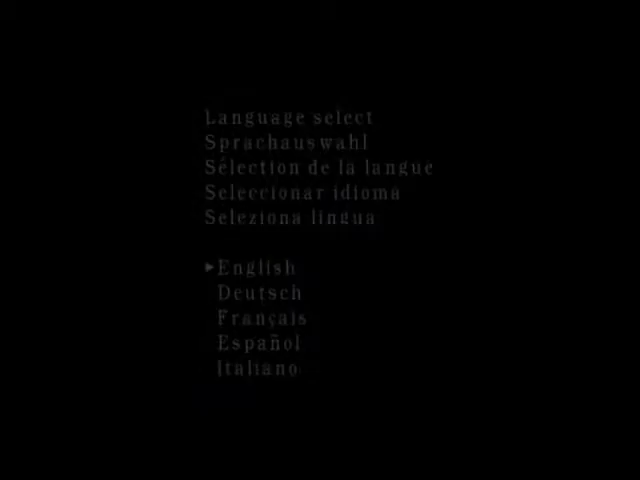 Language select
Sprachauswahl
Sélection de la langue
Seleccionar idioma
Seleziona lingua
English
Deutsch
Français
Español
Italiano